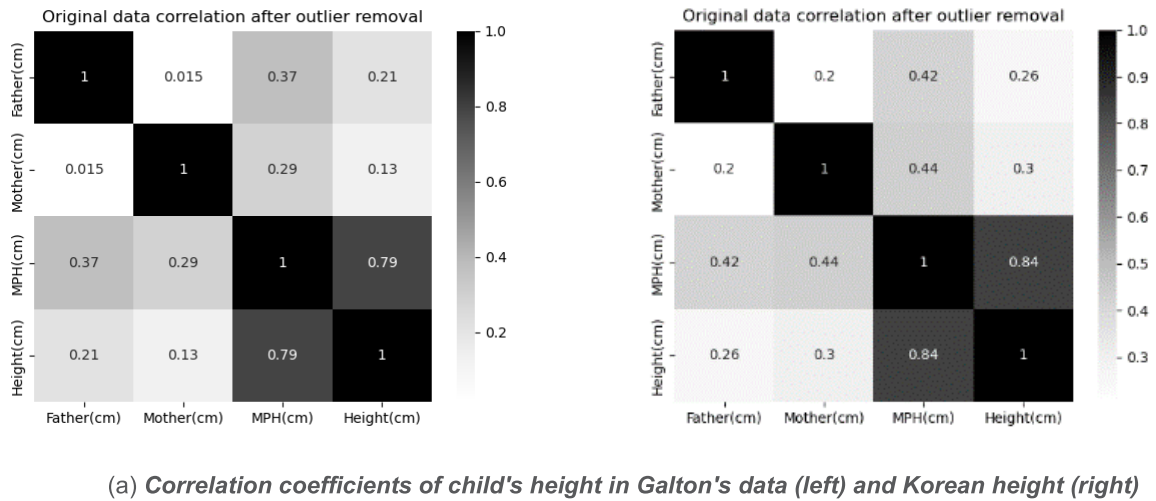 Original data correlation after outlier removal
Father(cm) 1 0.015 0.37 0.21
Mother(cm) 0.015 1 0.29 0.13
MPH(cm) 0.37 0.29 1 0.79
Height(cm) 0.21 0.13 0.79 1
Father(cm) Mother(cm) MPH(cm) Height(cm)
1.0
0.8
0.6
0.4
0.2
Original data correlation after outlier removal
Father(cm) 1 0.2 0.42 0.26
Mother(cm) 0.2 1 0.44 0.3
MPH(cm) 0.42 0.44 1 0.84
Height(cm) 0.26 0.3 0.84 1
Father(cm) Mother(cm) MPH(cm) Height(cm)
1.0
0.9
0.8
0.7
0.6
0.5
0.4
0.3
(a) Correlation coefficients of child's height in Galton's data (left) and Korean height (right)